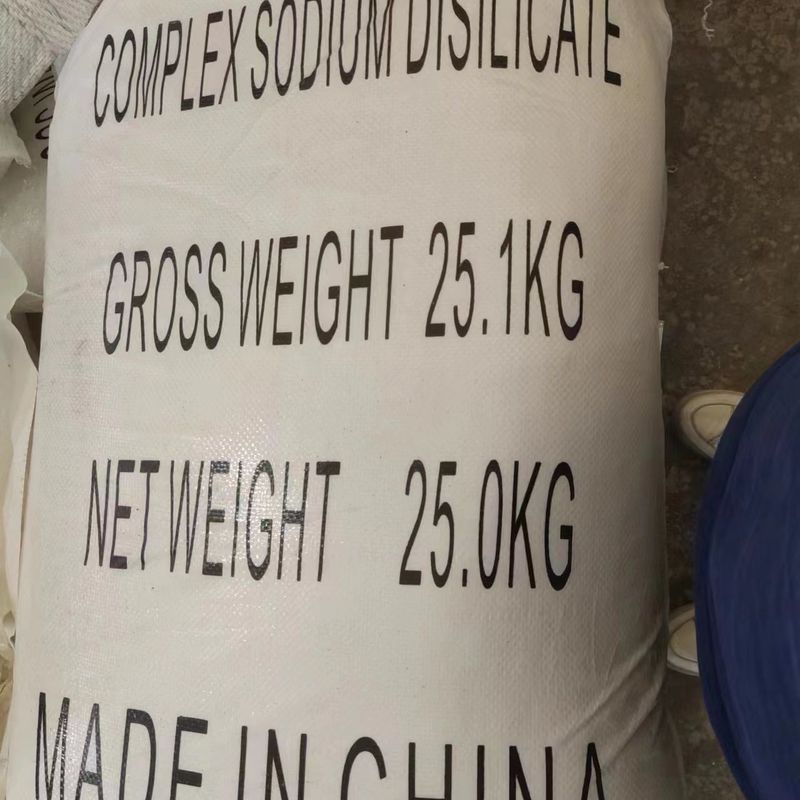 COMPLEX SODIUM DISILICATE
GROSS WEIGHT 25.1KG
NET WEIGHT 25.0KG
MADE IN CHINA